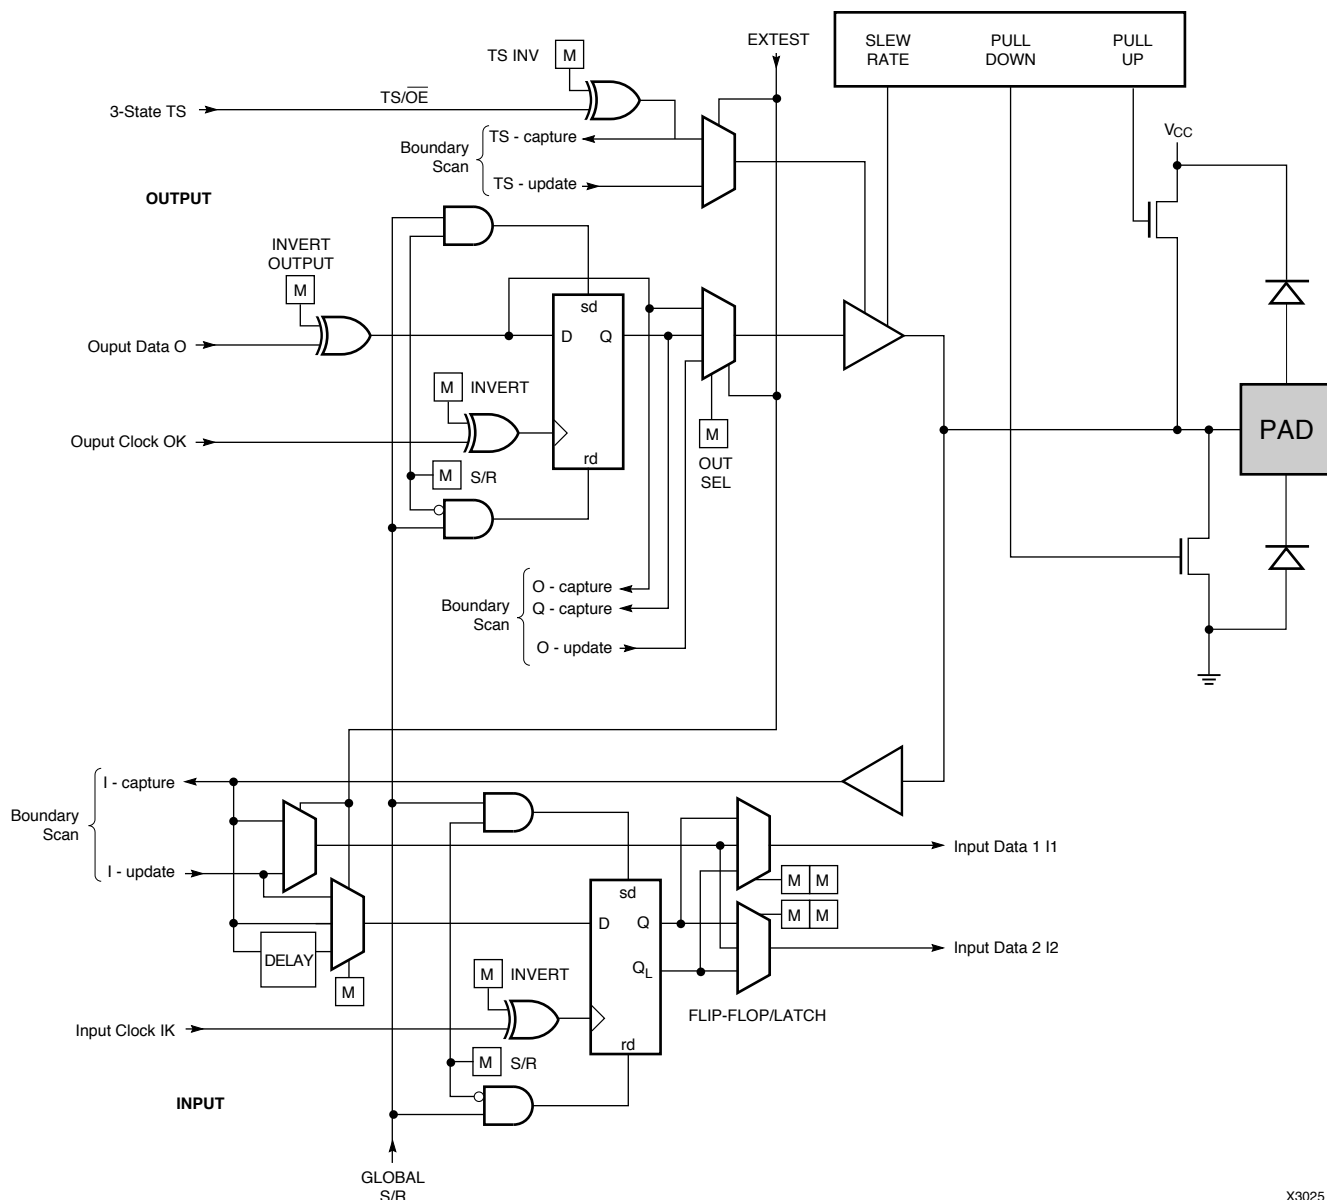 EXTEST
SLEW RATE
PULL DOWN
PULL UP
TS INV
M
3-State TS
TS/OE
VCC
TS - capture
Boundary Scan
TS - update
OUTPUT
INVERT OUTPUT
M
sd
D
Q
Ouput Data O
M
INVERT
PAD
Ouput Clock OK
M
OUT SEL
rd
M
S/R
O - capture
Boundary Scan
Q - capture
O - update
I - capture
Boundary Scan
I - update
Input Data 1 I1
M M
sd
M M
D
Q
Input Data 2 I2
DELAY
QL
M
INVERT
M
FLIP-FLOP/LATCH
Input Clock IK
rd
M
S/R
INPUT
GLOBAL S/R
X3025